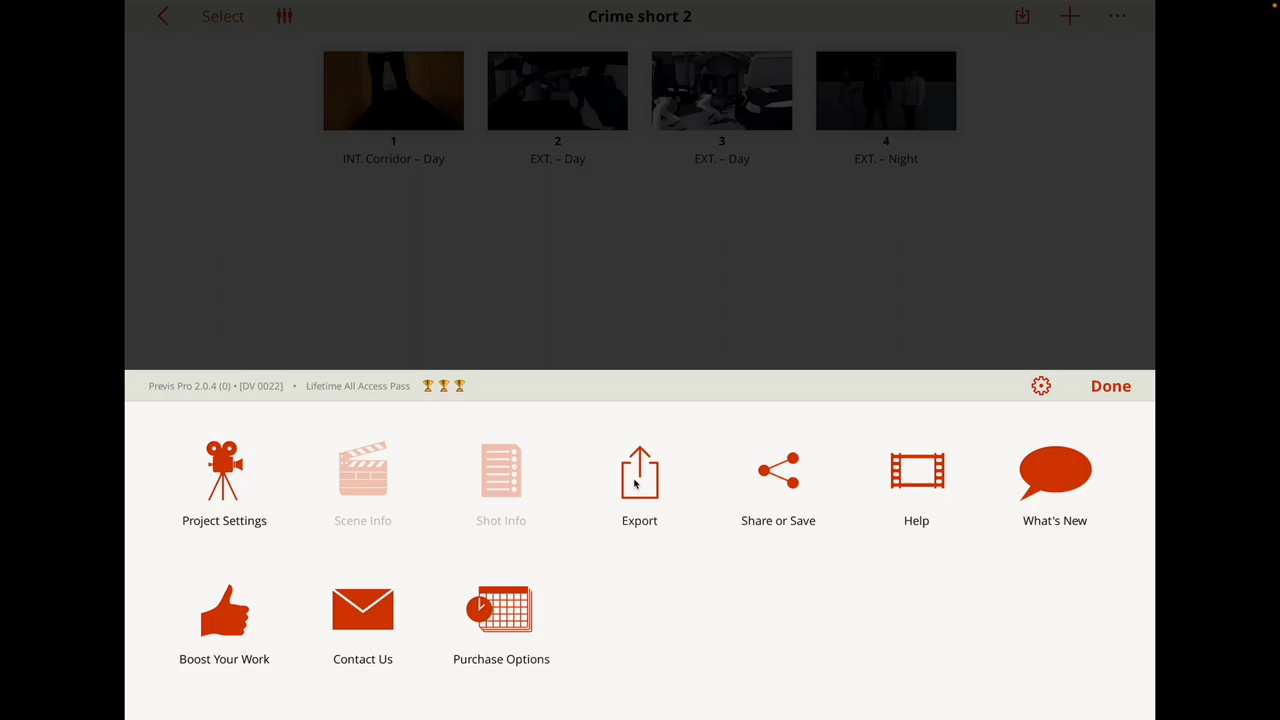 Select
Crime short 2
1
INT. Corridor – Day
2
EXT. – Day
3
EXT. – Day
4
EXT. – Night
Previs Pro 2.0.4 (0) • [DV 0022] • Lifetime All Access Pass 🏆 🏆 🏆
Done
Project Settings
Scene Info
Shot Info
Export
Share or Save
Help
What's New
Boost Your Work
Contact Us
Purchase Options